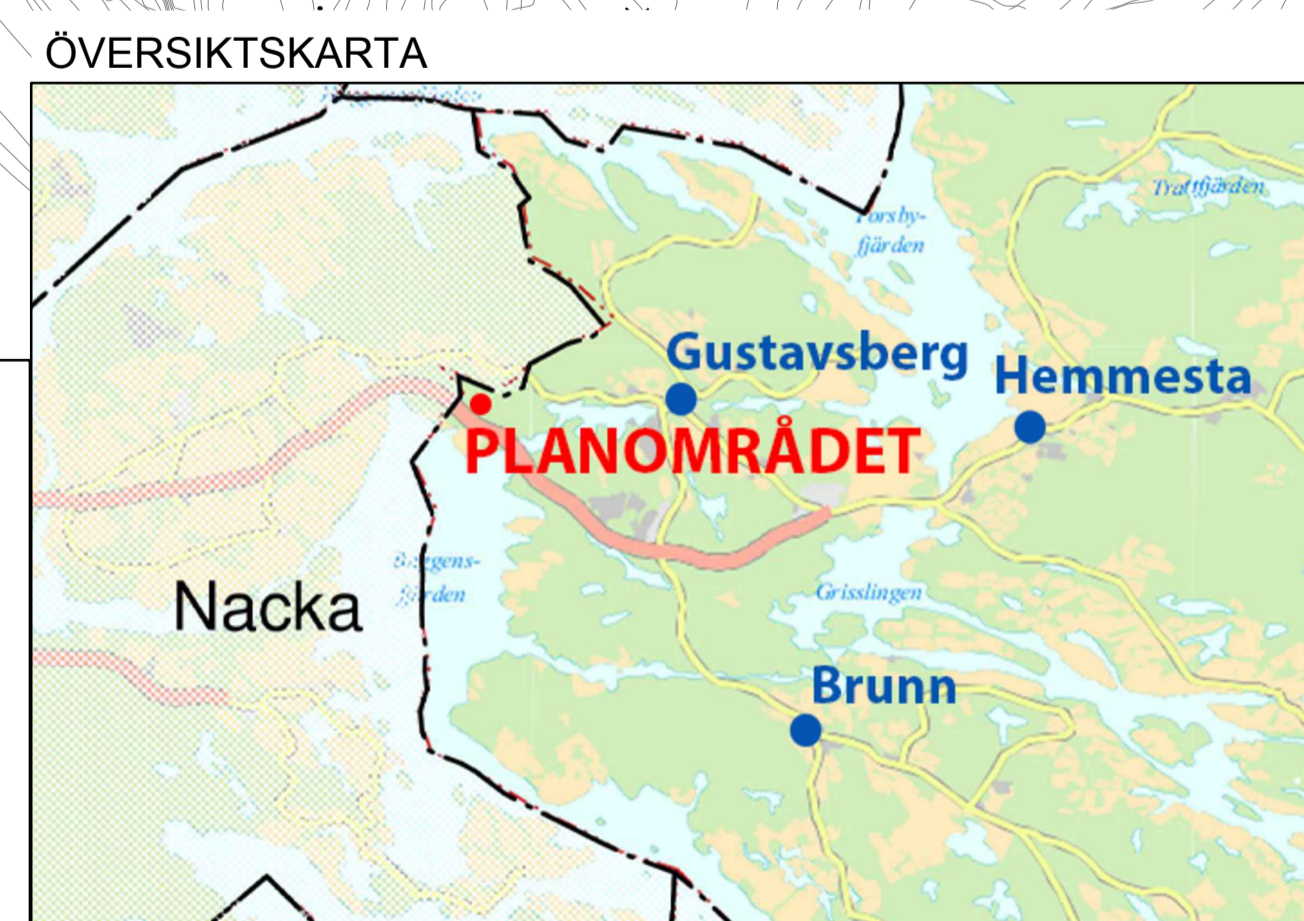 ÖVERSIKTSKARTA
Trattfjärden
fjärden
Gustavsberg
Hemmesta
PLANOMRÅDET
Nacka
Grisslingen
Brunn